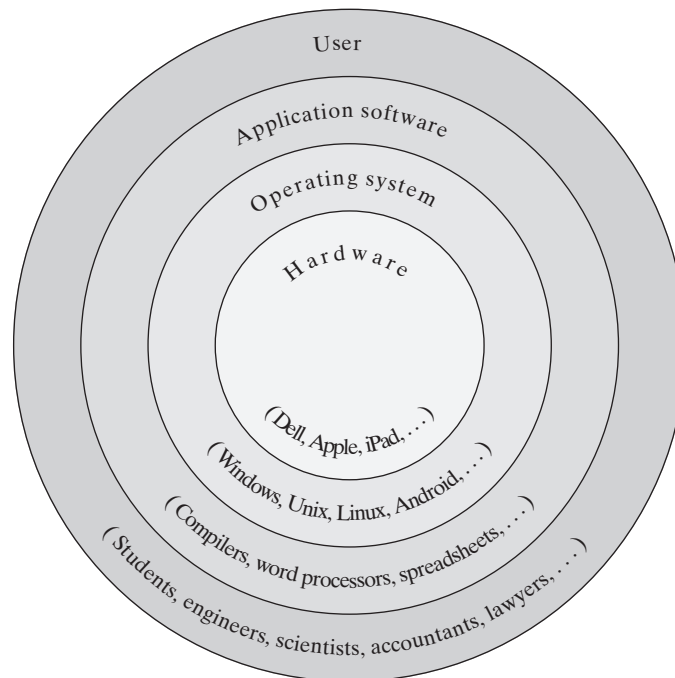 User
Application software
Operating system
Hardware
(Dell, Apple, iPad, . . . )
(Windows, Unix, Linux, Android, . . . )
(Compilers, word processors, spreadsheets, . . . )
(Students, engineers, scientists, accountants, lawyers, . . . )